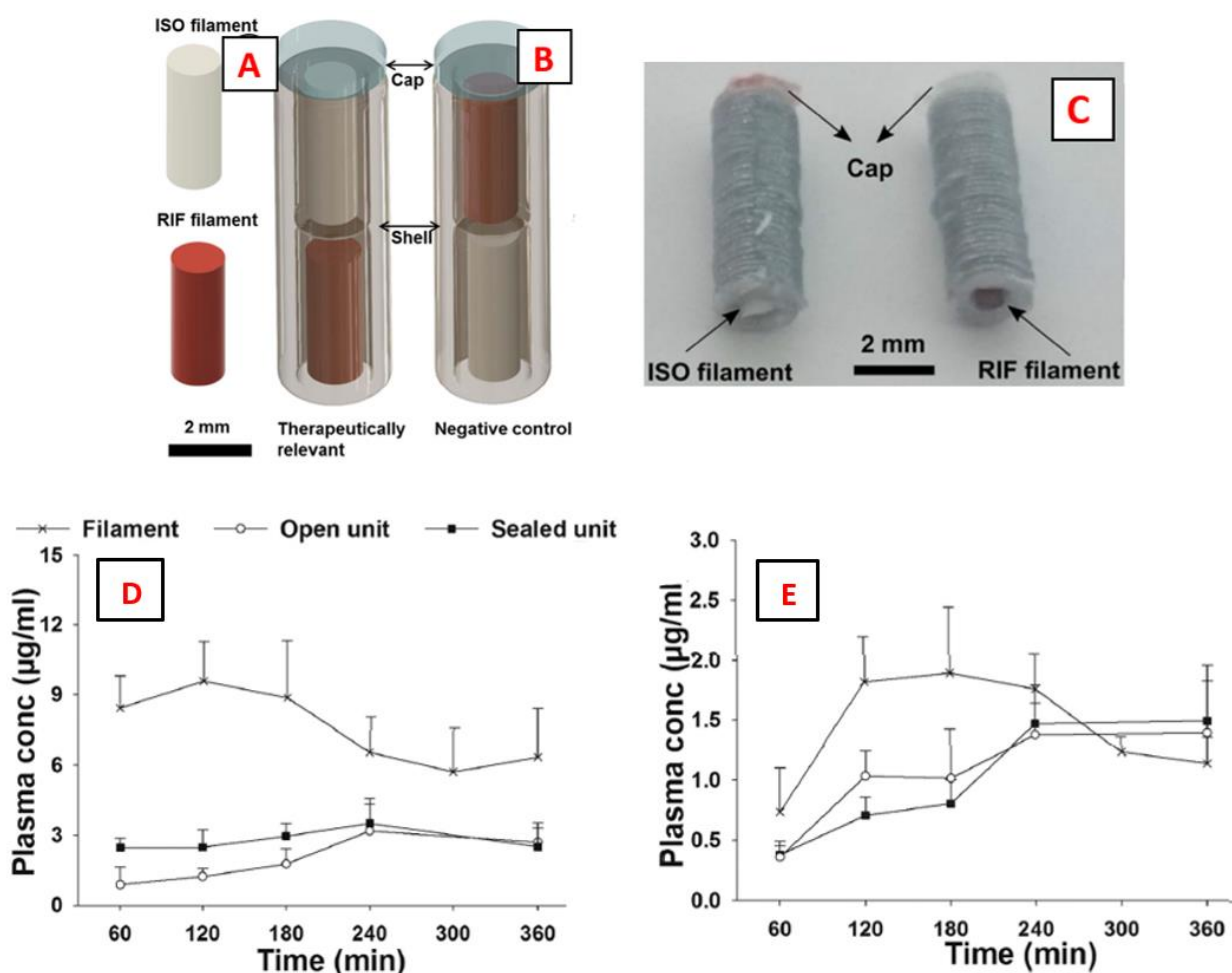 ISO filament
A
B
Cap
RIF filament
Shell
2 mm
Therapeutically
relevant
Negative control
C
Cap
2 mm
ISO filament
RIF filament
Filament
Open unit
Sealed unit
D
Plasma conc (µg/ml)
15
12
9
6
3
0
60 120 180 240 300 360
Time (min)
E
Plasma conc (µg/ml)
3.0
2.5
2.0
1.5
1.0
0.5
0.0
60 120 180 240 300 360
Time (min)